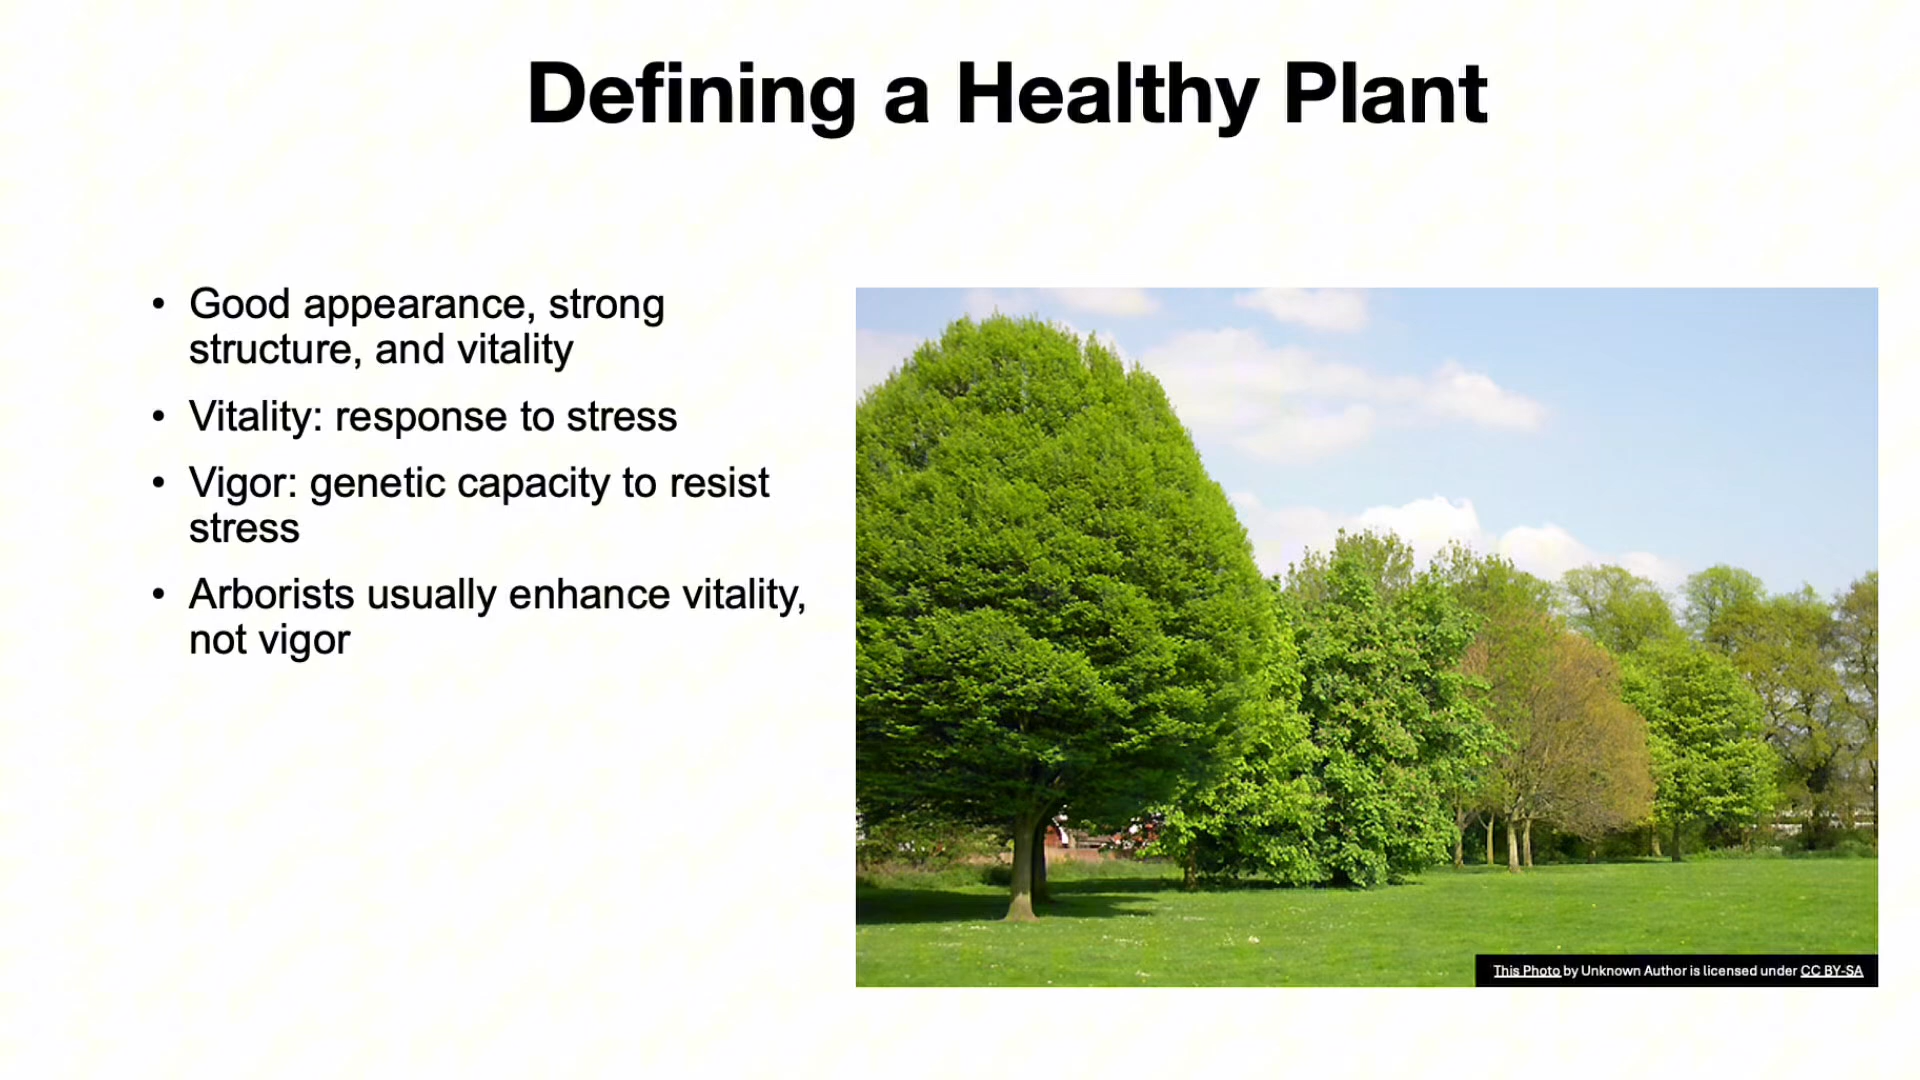 Defining a Healthy Plant
• Good appearance, strong
structure, and vitality
• Vitality: response to stress
• Vigor: genetic capacity to resist
stress
• Arborists usually enhance vitality,
not vigor
This Photo by Unknown Author is licensed under CC BY-SA